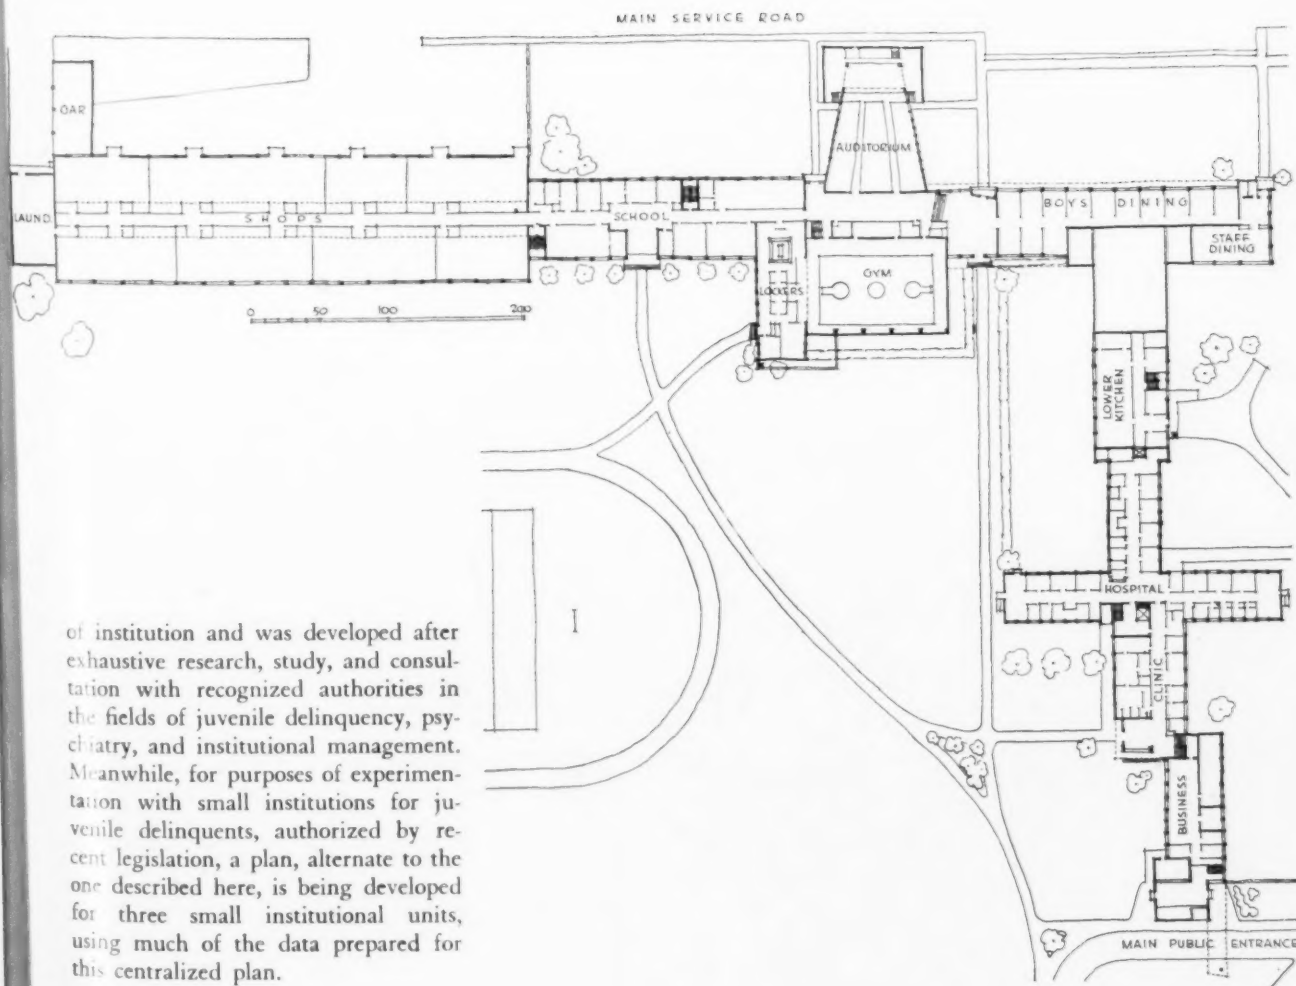 MAIN SERVICE ROAD
GAR
AUDITORIUM
LAUND.
SHOPS
SCHOOL
BOYS DINING
STAFF
DINING
GYM
LOCKERS
0 50 100 200
LOWER
KITCHEN
HOSPITAL
CLINIC
BUSINESS
MAIN PUBLIC ENTRANCE
of institution and was developed after
exhaustive research, study, and consul-
tation with recognized authorities in
the fields of juvenile delinquency, psy-
chiatry, and institutional management.
Meanwhile, for purposes of experimen-
tation with small institutions for ju-
venile delinquents, authorized by re-
cent legislation, a plan, alternate to the
one described here, is being developed
for three small institutional units,
using much of the data prepared for
this centralized plan.